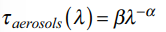 τ_aerosols(λ) = βλ^−α